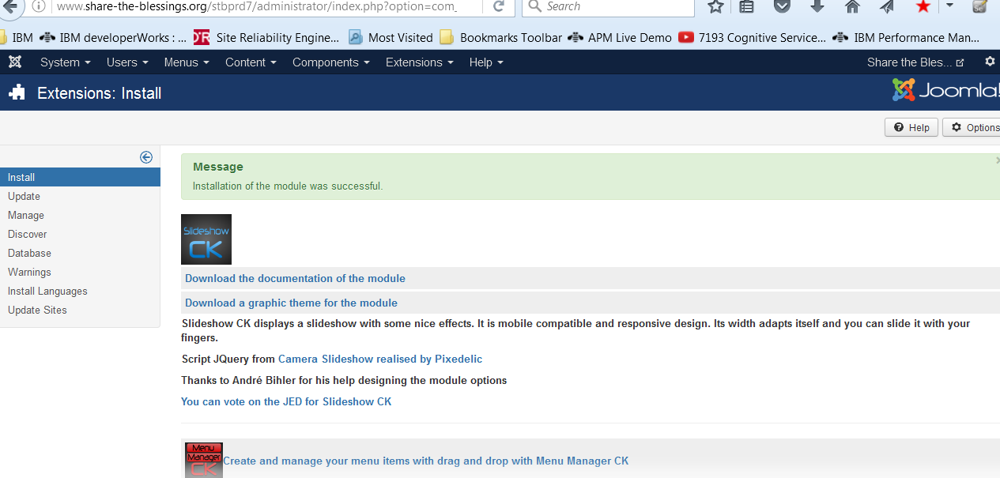 www.share-the-blessings.org/stbprd7/administrator/index.php?option=com_
Search
IBM
IBM developerWorks : ...
D'R
Site Reliability Engine...
Most Visited
Bookmarks Toolbar
APM Live Demo
7193 Cognitive Service...
IBM Performance Man...
System
Users
Menus
Content
Components
Extensions
Help
Share the Bles...
Extensions: Install
Joomla!
Help
Options
Install
Update
Manage
Discover
Database
Warnings
Install Languages
Update Sites
Message
Installation of the module was successful.
Slideshow
CK
Download the documentation of the module
Download a graphic theme for the module
Slideshow CK displays a slideshow with some nice effects. It is mobile compatible and responsive design. Its width adapts itself and you can slide it with your
fingers.
Script JQuery from Camera Slideshow realised by Pixedelic
Thanks to André Bihler for his help designing the module options
You can vote on the JED for Slideshow CK
Menu
Manager
CK
Create and manage your menu items with drag and drop with Menu Manager CK